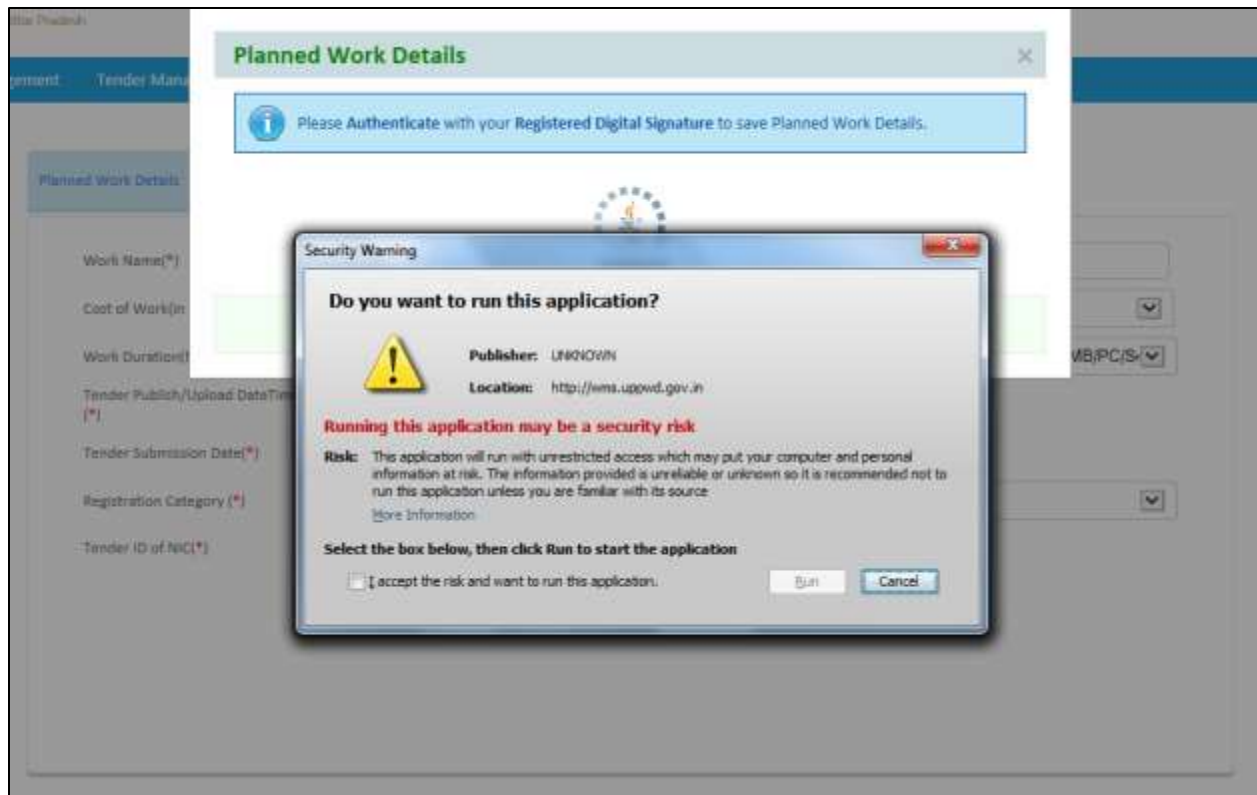 Planned Work Details
Tender Mana
Please Authenticate with your Registered Digital Signature to save Planned Work Details.
Planned Work Details
Security Warning
Work Name(*)
Do you want to run this application?
Cost of Work(in
Publisher: UNKNOWN
Work Duration(
MB/PC/S
Location: http://wms.uppwd.gov.in
Tender Publish/Upload DateTim
(*)
Running this application may be a security risk
Tender Submission Date(*)
Risk: This application will run with unrestricted access which may put your computer and personal
information at risk. The information provided is unreliable or unknown so it is recommended not to
run this application unless you are familiar with its source
Registration Category (*)
More Information
Tender ID of NIC(*)
Select the box below, then click Run to start the application
I accept the risk and want to run this application.
Run
Cancel